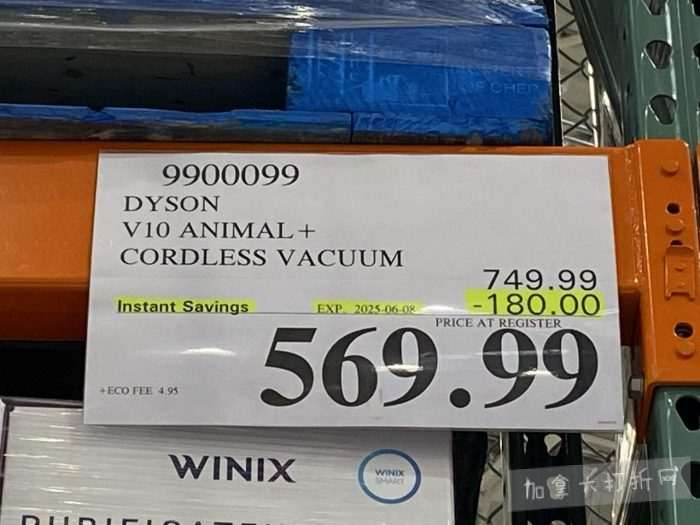 9900099
DYSON
V10 ANIMAL+
CORDLESS VACUUM
749.99
Instant Savings EXP. 2025-06-08 -180.00
PRICE AT REGISTER
569.99
+ECO FEE 4.95
WINIX
WINIX
SMART
加拿大打折网